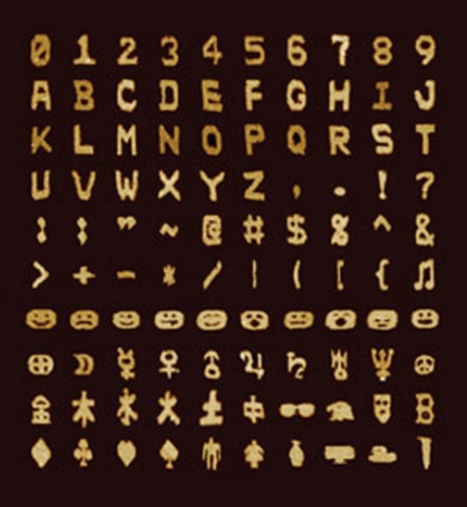 0 1 2 3 4 5 6 7 8 9
A B C D E F G H I J
K L M N O P Q R S T
U V W X Y Z , . ! ?
: ; " ~ @ # $ % ^ &
> + - * / | ( [ { ♫
♀ ♆
B
♦ ♣ ♥ ♠